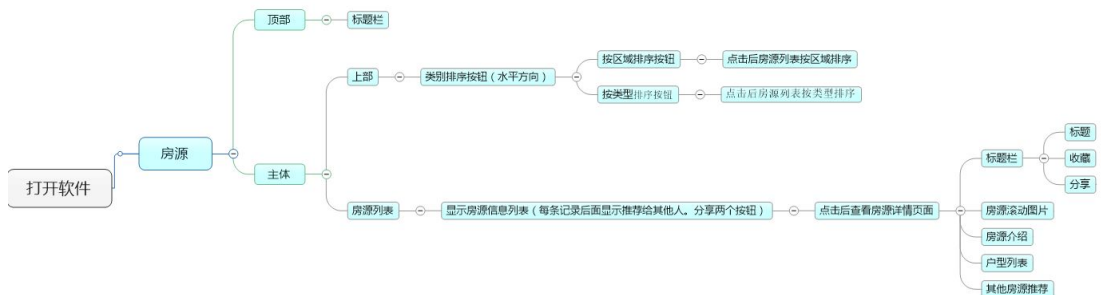 打开软件
房源
顶部
标题栏
主体
上部
类别排序按钮（水平方向）
按区域排序按钮
点击后房源列表按区域排序
按类型排序按钮
点击后房源列表按类型排序
房源列表
显示房源信息列表（每条记录后面显示推荐给其他人。分享两个按钮）
点击后查看房源详情页面
标题栏
标题
收藏
分享
房源滚动图片
房源介绍
户型列表
其他房源推荐